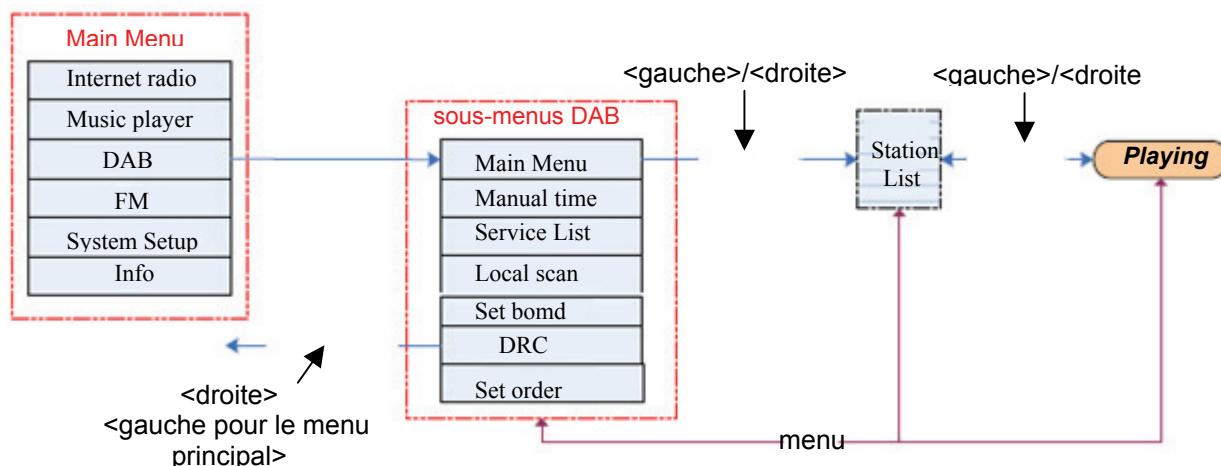 Main Menu
Internet radio
Music player
DAB
FM
System Setup
Info
<droite>
<gauche pour le menu
principal>
sous-menus DAB
Main Menu
Manual time
Service List
Local scan
Set bomd
DRC
Set order
<gauche>/<droite>
Station
List
<gauche>/<droite
Playing
menu